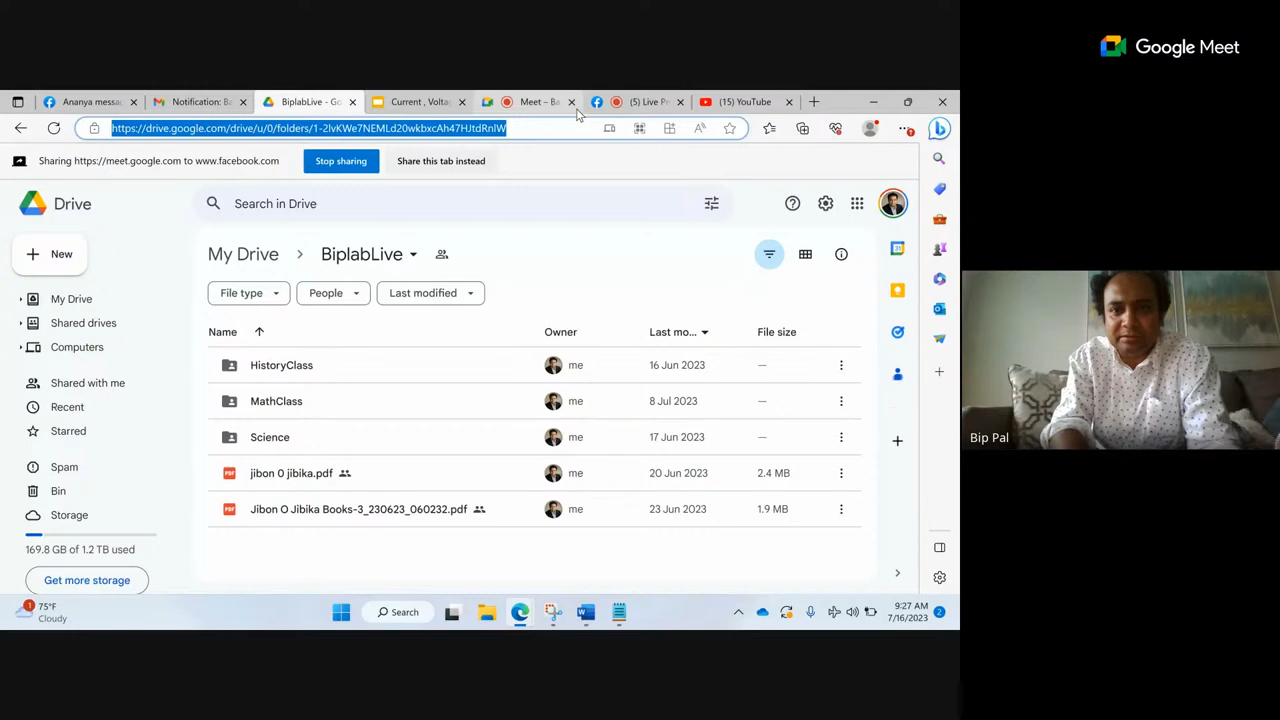 Google Meet
Ananya messa
Notification: Ba
BiplabLive - Go
Current , Volta
Meet – Ba
(5) Live Pr
(15) YouTube
https://drive.google.com/drive/u/0/folders/1-2lvKWe7NEMLd20wkbxcAh47HJtdRnlW
Sharing https://meet.google.com to www.facebook.com
Stop sharing
Share this tab instead
Drive
Search in Drive
New
My Drive
BiplabLive
File type
People
Last modified
My Drive
Shared drives
Computers
Shared with me
Recent
Starred
Spam
Bin
Storage
169.8 GB of 1.2 TB used
Get more storage
Name
Owner
Last mo...
File size
HistoryClass
me
16 Jun 2023
—
MathClass
me
8 Jul 2023
—
Science
me
17 Jun 2023
—
PDF
jibon 0 jibika.pdf
me
20 Jun 2023
2.4 MB
PDF
Jibon O Jibika Books-3_230623_060232.pdf
me
23 Jun 2023
1.9 MB
Bip Pal
1
75°F
Cloudy
Search
9:27 AM
7/16/2023
2